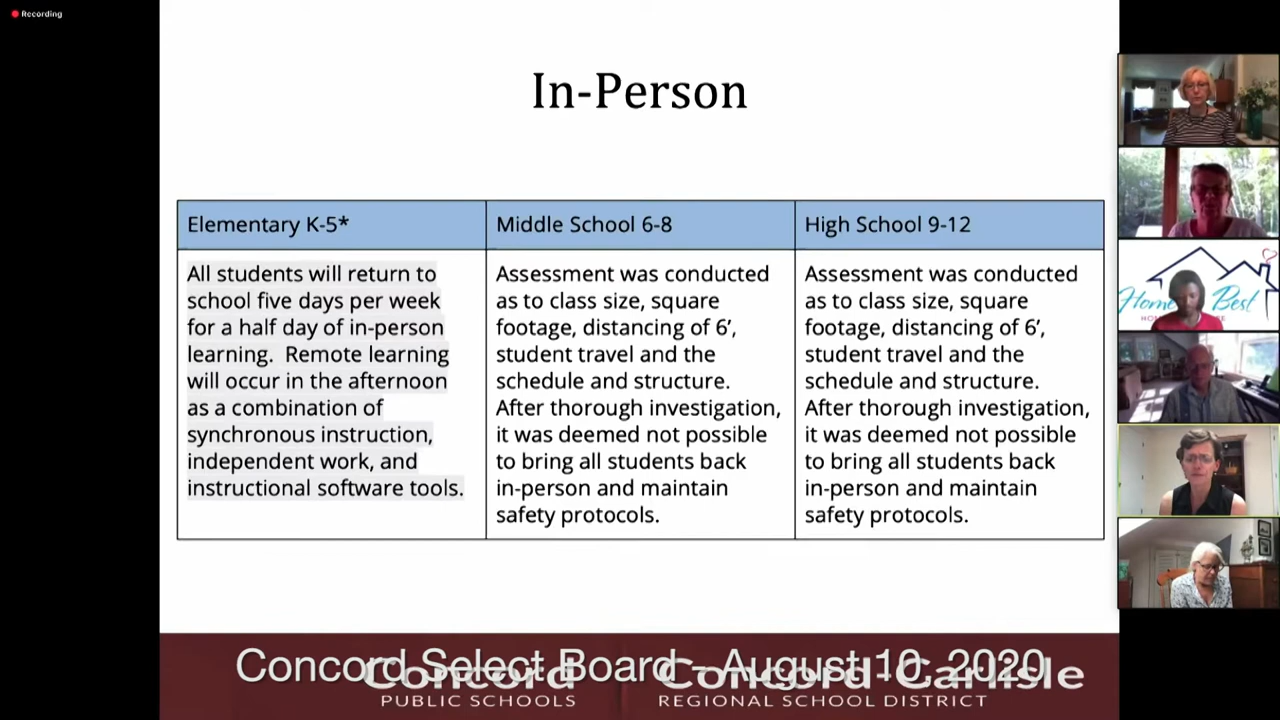 Recording
In-Person
Elementary K-5*
Middle School 6-8
High School 9-12
All students will return to
school five days per week
for a half day of in-person
learning.  Remote learning
will occur in the afternoon
as a combination of
synchronous instruction,
independent work, and
instructional software tools.
Assessment was conducted
as to class size, square
footage, distancing of 6’,
student travel and the
schedule and structure.
After thorough investigation,
it was deemed not possible
to bring all students back
in-person and maintain
safety protocols.
Assessment was conducted
as to class size, square
footage, distancing of 6’,
student travel and the
schedule and structure.
After thorough investigation,
it was deemed not possible
to bring all students back
in-person and maintain
safety protocols.
Best
Concord Select Board - August 10, 2020
Concord
PUBLIC SCHOOLS
Concord-Carlisle
REGIONAL SCHOOL DISTRICT